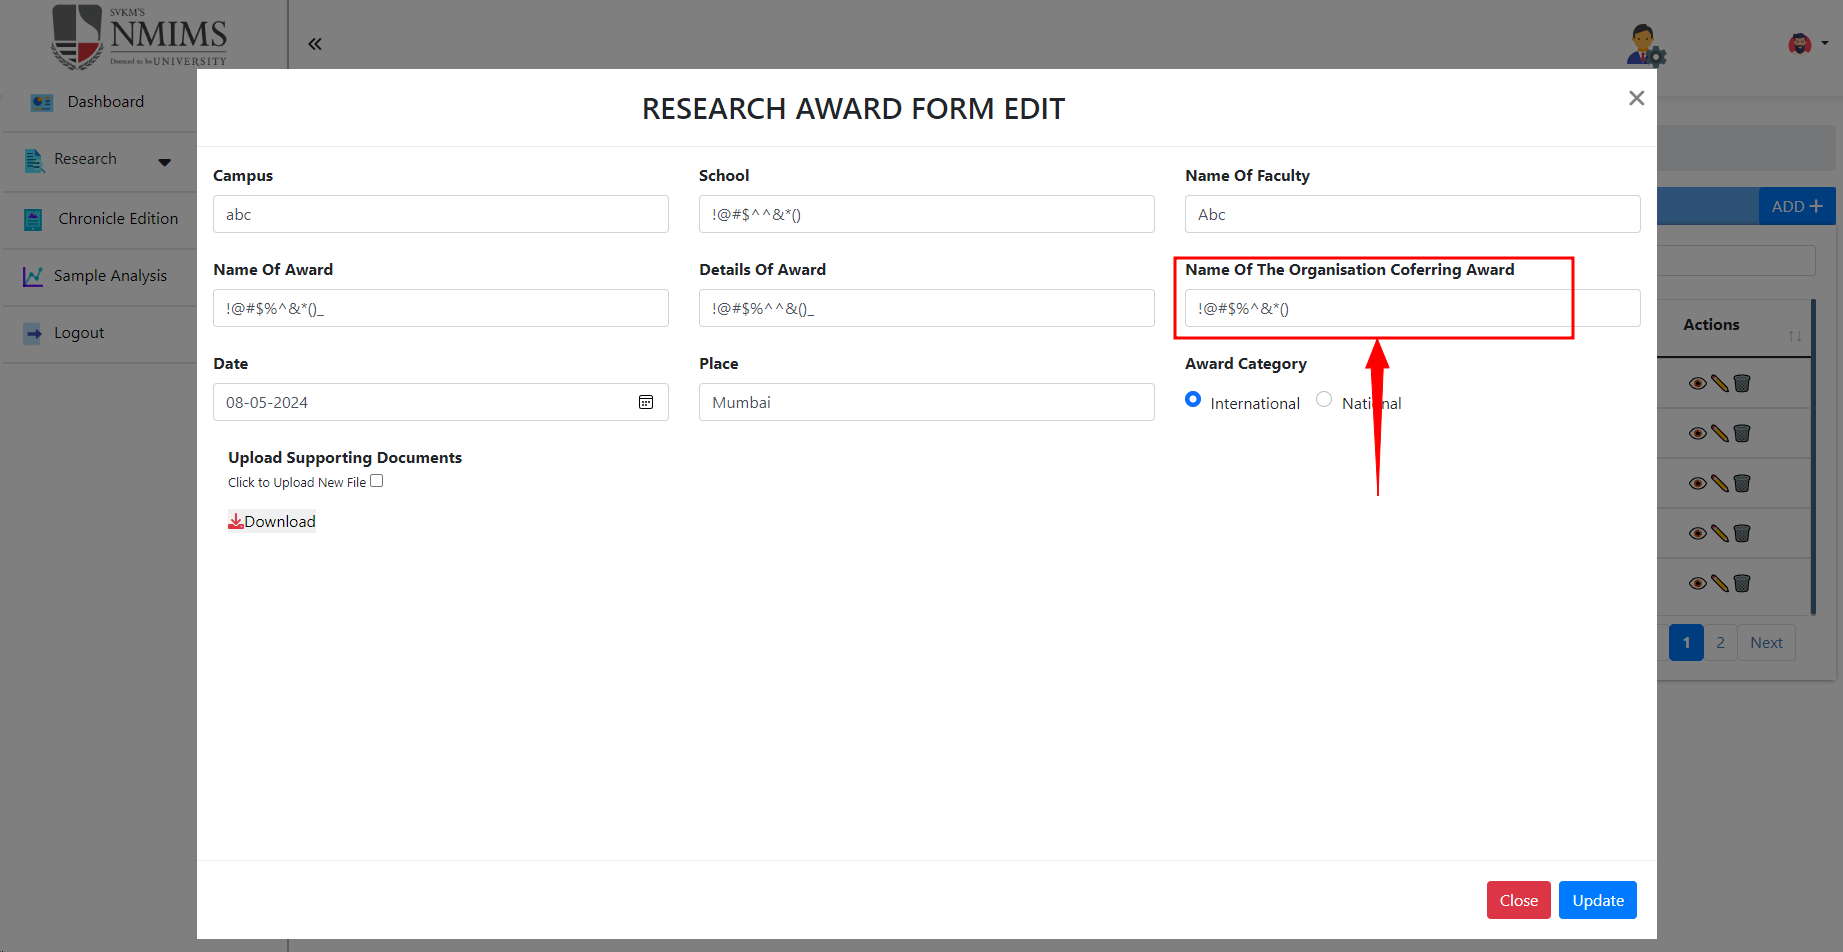 SVKM'S
NMIMS
Deemed to be UNIVERSITY
Dashboard
Research
Chronicle Edition
Sample Analysis
Logout
RESEARCH AWARD FORM EDIT
Campus
School
Name Of Faculty
abc
!@#$^^&*()
Abc
Name Of Award
Details Of Award
Name Of The Organisation Coferring Award
!@#$%^&*()_
!@#$%^^&()_
!@#$%^&*()
Date
Place
Award Category
08-05-2024
Mumbai
International
National
Upload Supporting Documents
Click to Upload New File
Download
Close
Update
ADD
Actions
1 2 Next